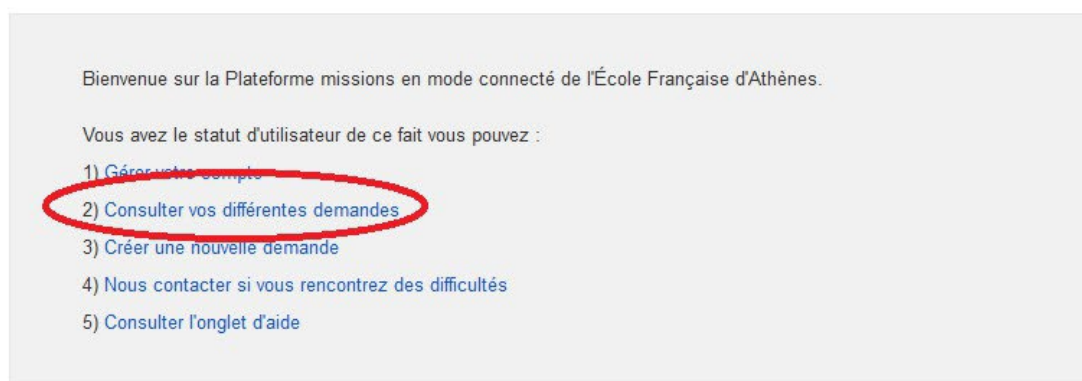 Bienvenue sur la Plateforme missions en mode connecté de l'École Française d'Athènes.
Vous avez le statut d'utilisateur de ce fait vous pouvez :
1) Gérer votre compte
2) Consulter vos différentes demandes
3) Créer une nouvelle demande
4) Nous contacter si vous rencontrez des difficultés
5) Consulter l'onglet d'aide